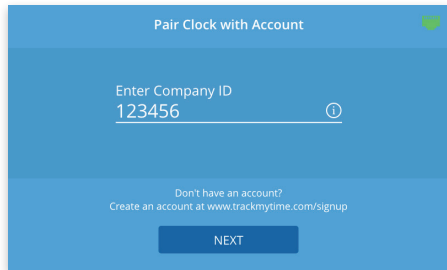 Pair Clock with Account
Enter Company ID
123456
Don't have an account?
Create an account at www.trackmytime.com/signup
NEXT